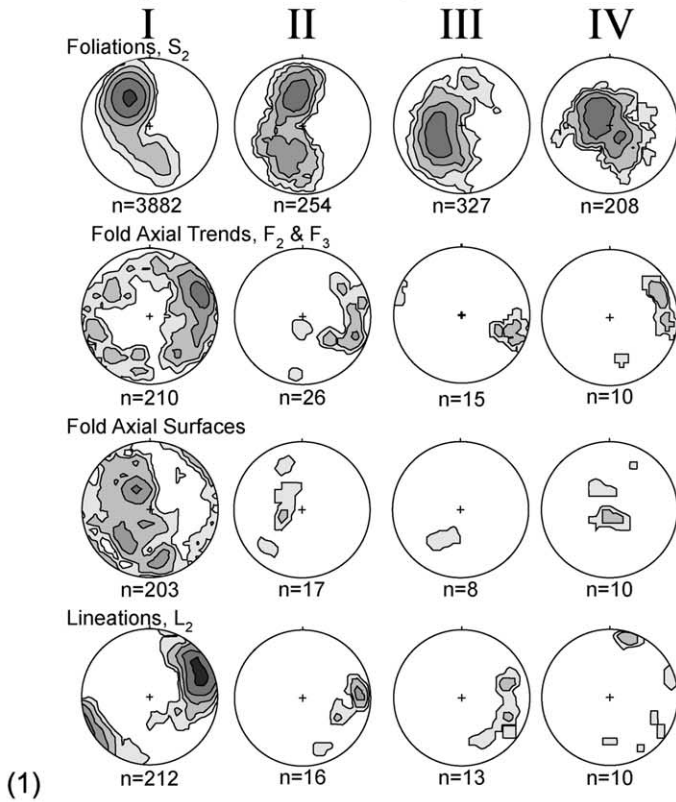 I II III IV
Foliations, S₂
n=3882 n=254 n=327 n=208
Fold Axial Trends, F₂ & F₃
n=210 n=26 n=15 n=10
Fold Axial Surfaces
n=203 n=17 n=8 n=10
Lineations, L₂
n=212 n=16 n=13 n=10
(1)